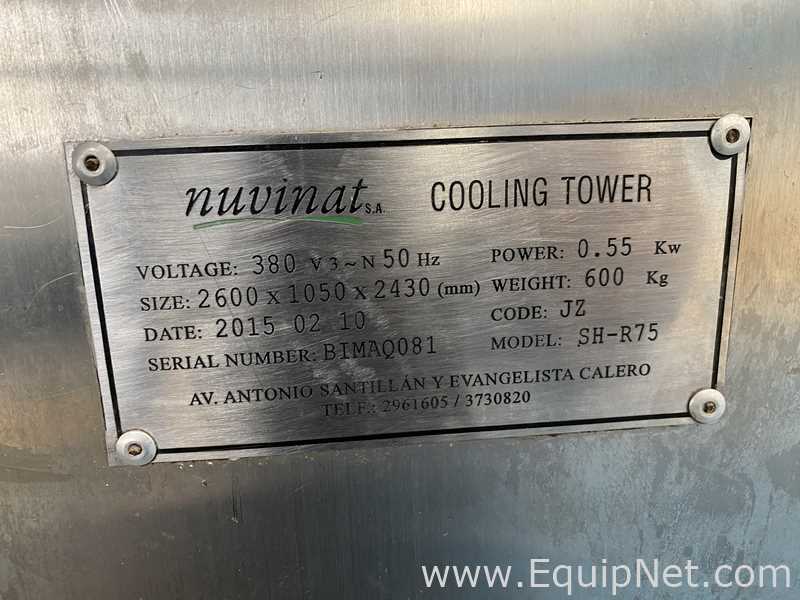 nuvinat S.A. COOLING TOWER
VOLTAGE: 380 V 3~N 50 Hz POWER: 0.55 Kw
SIZE: 2600 x 1050 x 2430 (mm) WEIGHT: 600 Kg
DATE: 2015 02 10 CODE: JZ
SERIAL NUMBER: BIMAQ081 MODEL: SH-R75
AV. ANTONIO SANTILLÁN Y EVANGELISTA CALERO
TELF.: 2961605 / 3730820
www.EquipNet.com